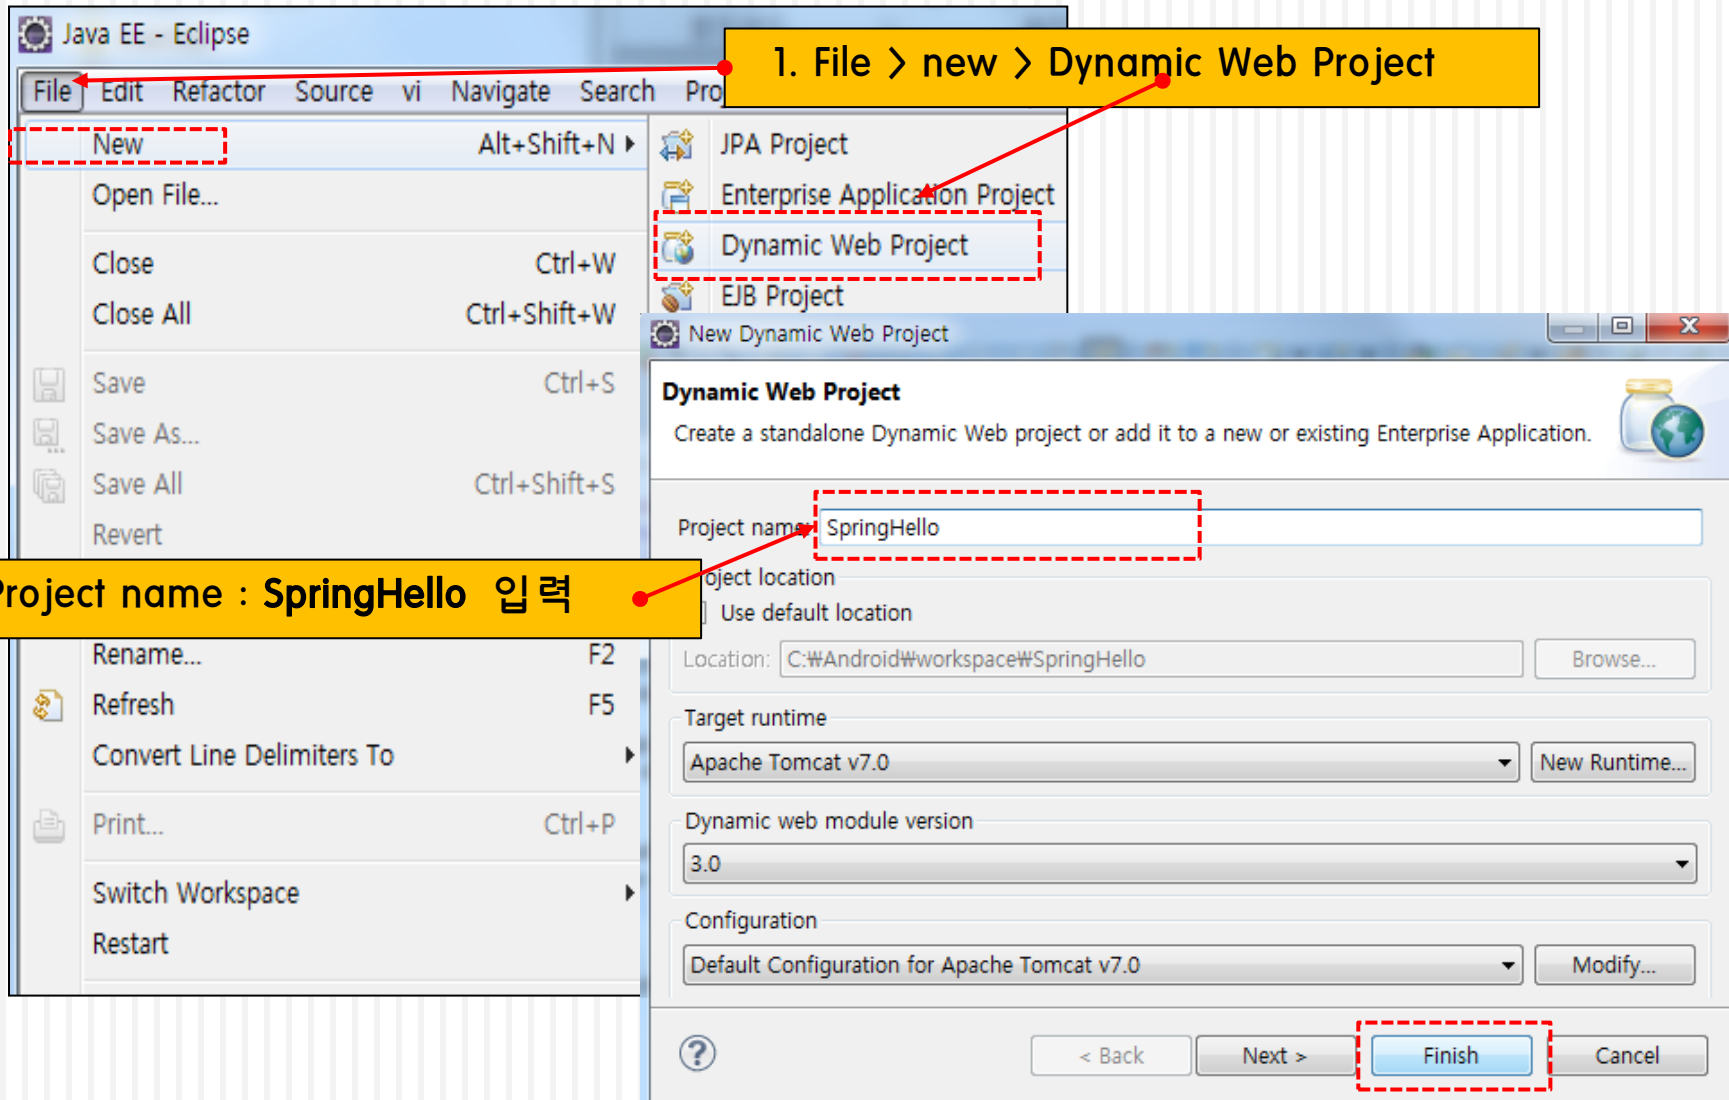 Java EE - Eclipse
1. File > new > Dynamic Web Project
File Edit Refactor Source vi Navigate Search
New Alt+Shift+N
Open File...
Close Ctrl+W
Close All Ctrl+Shift+W
Save Ctrl+S
Save As...
Save All Ctrl+Shift+S
Revert
Rename... F2
Refresh F5
Convert Line Delimiters To
Print... Ctrl+P
Switch Workspace
Restart
JPA Project
Enterprise Application Project
Dynamic Web Project
EJB Project
Project name : SpringHello 입력
New Dynamic Web Project
Dynamic Web Project
Create a standalone Dynamic Web project or add it to a new or existing Enterprise Application.
Project name: SpringHello
Project location
Use default location
Location: C:₩Android₩workspace₩SpringHello Browse...
Target runtime
Apache Tomcat v7.0 New Runtime...
Dynamic web module version
3.0
Configuration
Default Configuration for Apache Tomcat v7.0 Modify...
? < Back Next > Finish Cancel